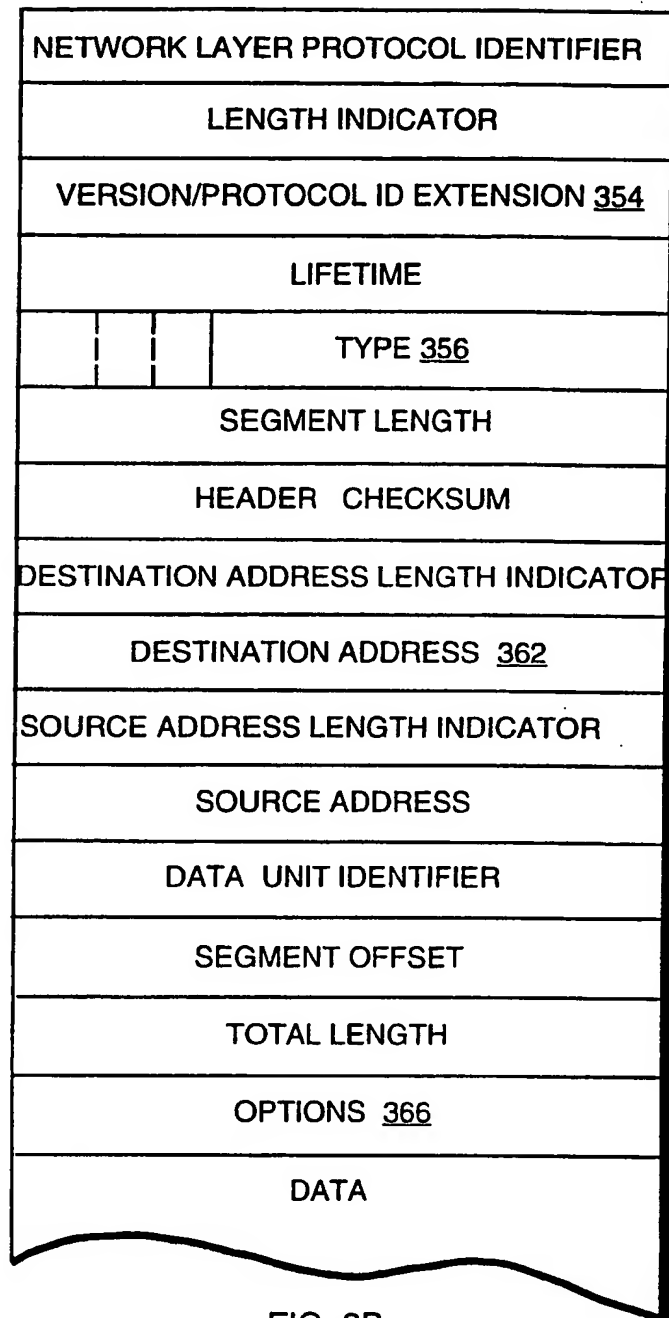 NETWORK LAYER PROTOCOL IDENTIFIER
LENGTH INDICATOR
VERSION/PROTOCOL ID EXTENSION 354
LIFETIME
TYPE 356
SEGMENT LENGTH
HEADER CHECKSUM
DESTINATION ADDRESS LENGTH INDICATOR
DESTINATION ADDRESS 362
SOURCE ADDRESS LENGTH INDICATOR
SOURCE ADDRESS
DATA UNIT IDENTIFIER
SEGMENT OFFSET
TOTAL LENGTH
OPTIONS 366
DATA
FIG.